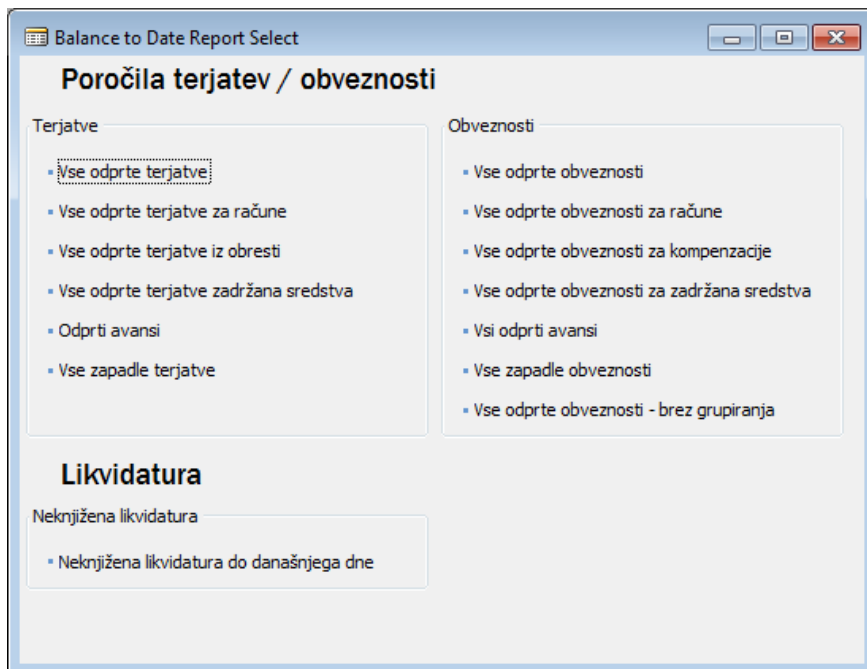 Balance to Date Report Select
Poročila terjatev / obveznosti
Terjatve
Vse odprte terjatve
Vse odprte terjatve za račune
Vse odprte terjatve iz obresti
Vse odprte terjatve zadržana sredstva
Odprti avansi
Vse zapadle terjatve
Obveznosti
Vse odprte obveznosti
Vse odprte obveznosti za račune
Vse odprte obveznosti za kompenzacije
Vse odprte obveznosti za zadržana sredstva
Vsi odprti avansi
Vse zapadle obveznosti
Vse odprte obveznosti - brez grupiranja
Likvidatura
Neknjižena likvidatura
Neknjižena likvidatura do današnjega dne